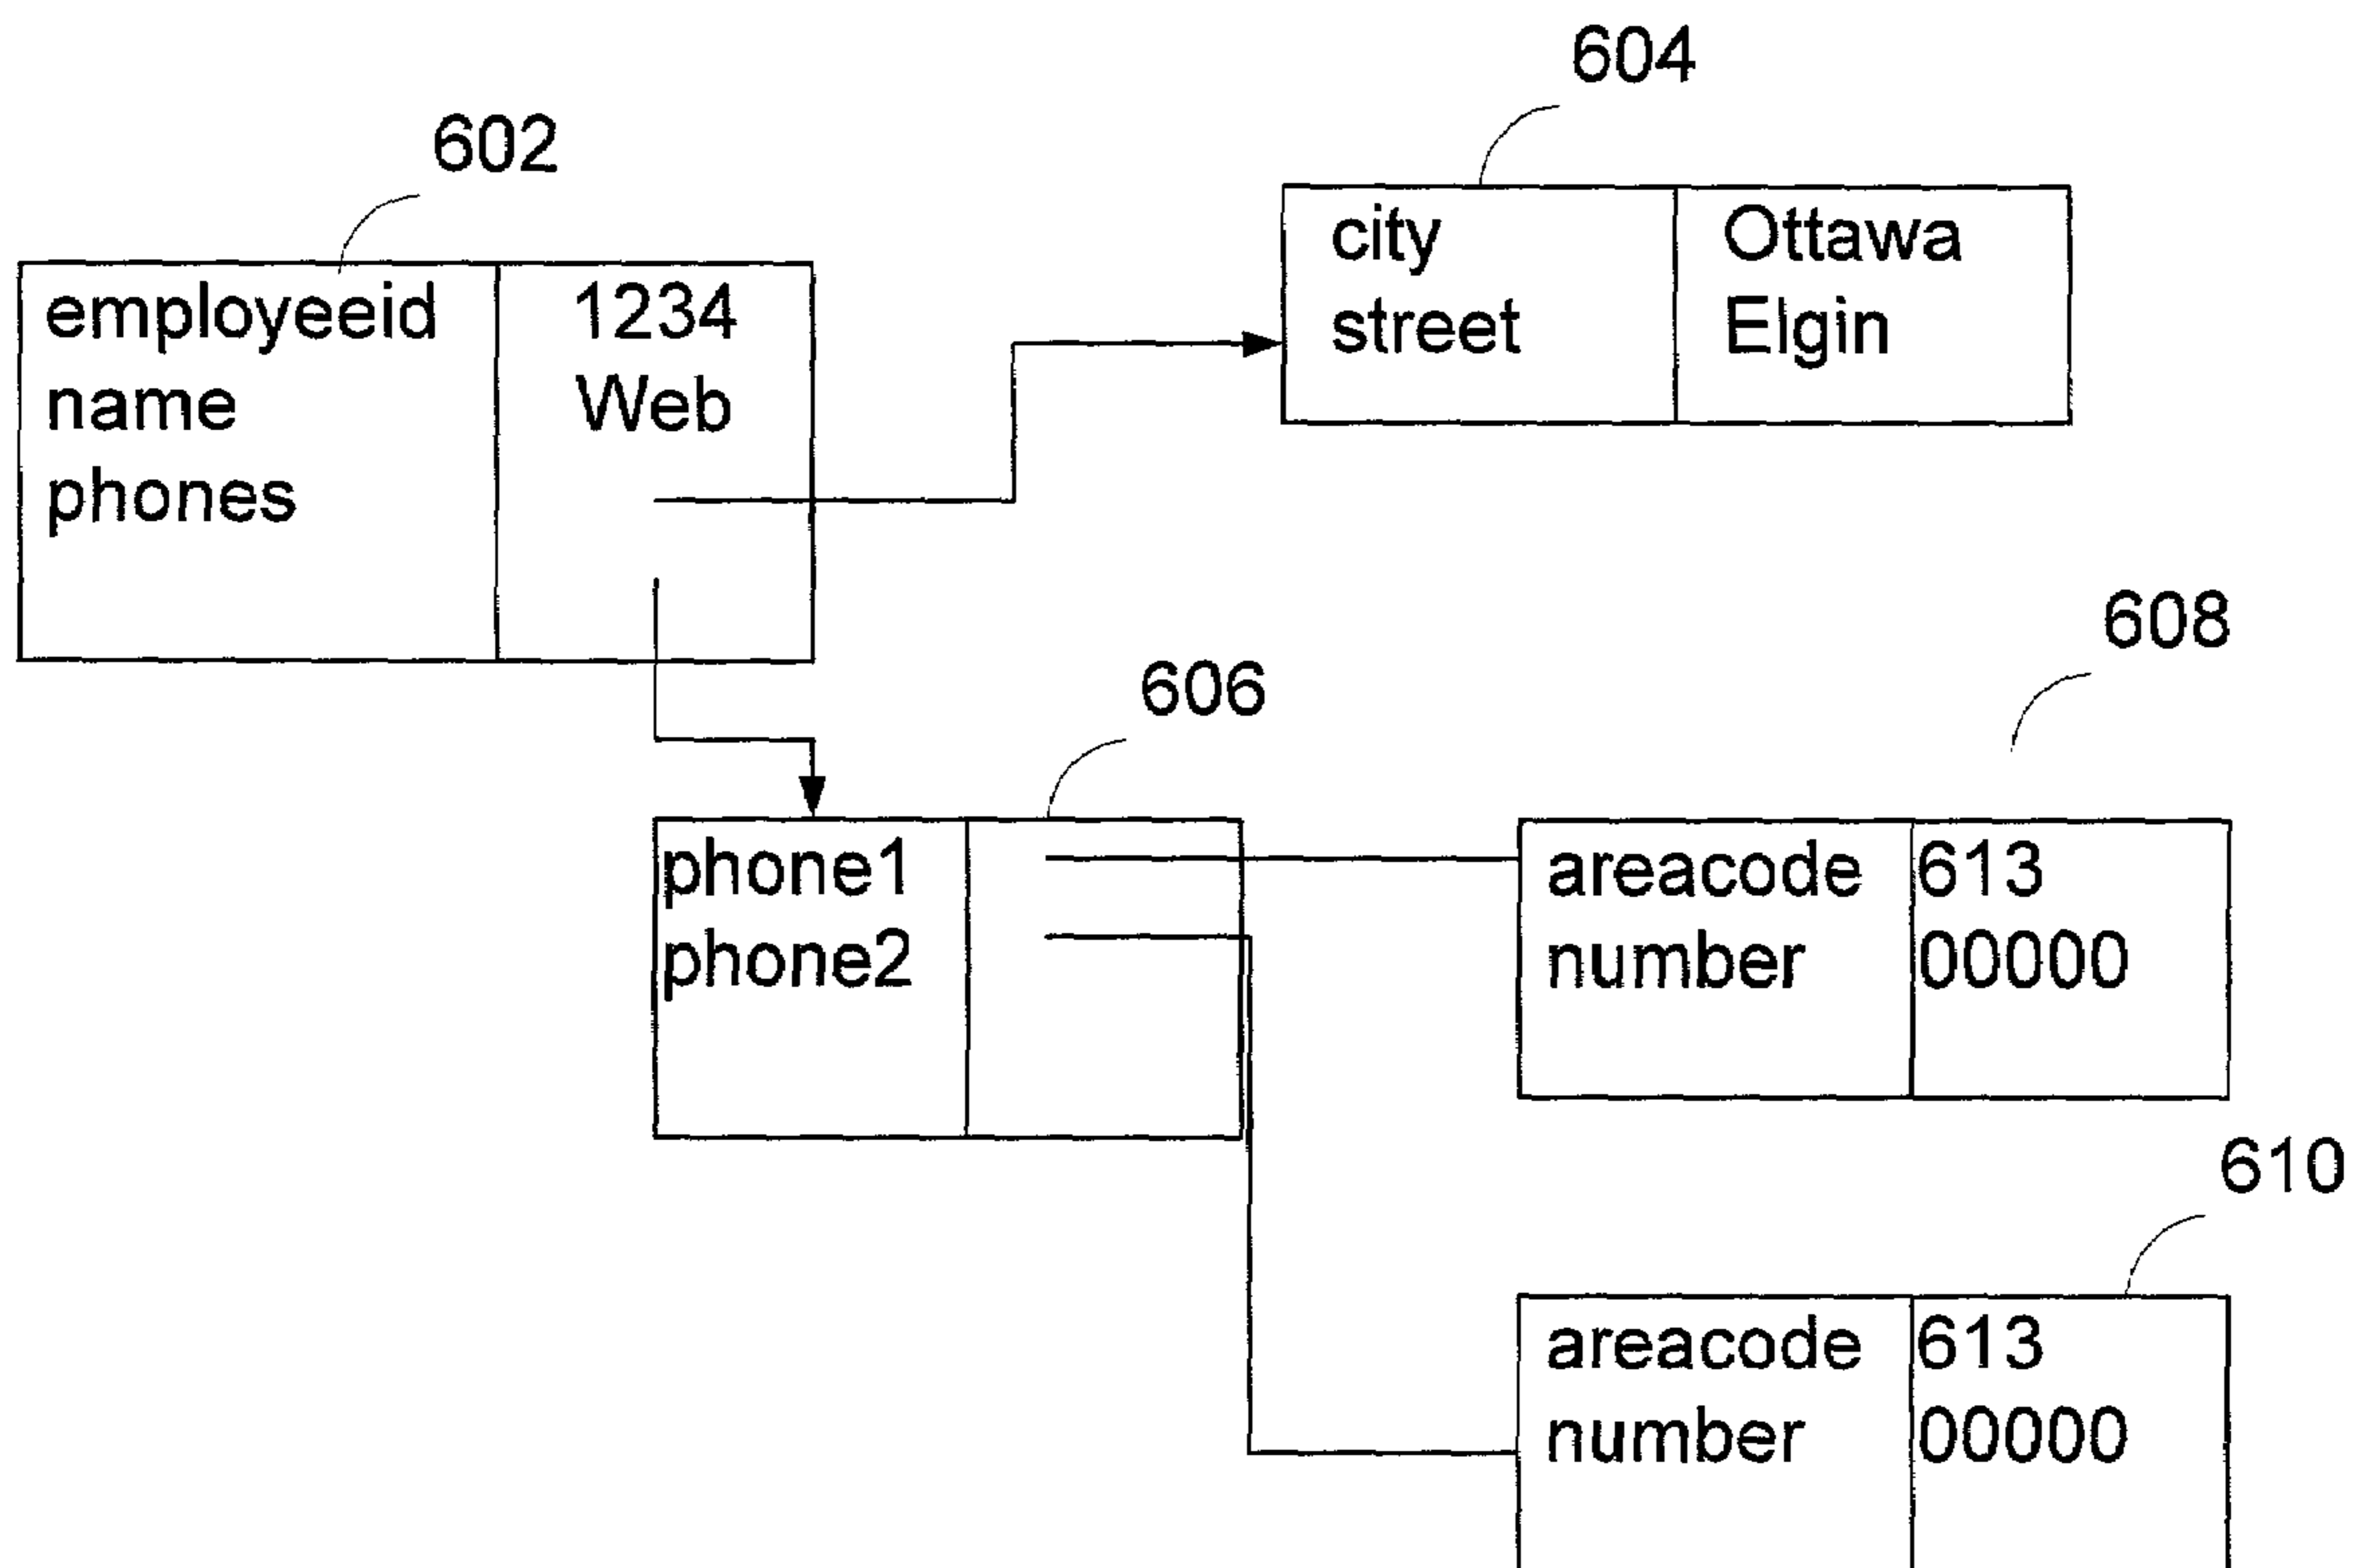 604
602
city Ottawa
street Elgin
employeeid 1234
name Web
phones
608
606
phone1
phone2
areacode 613
number 00000
610
areacode 613
number 00000